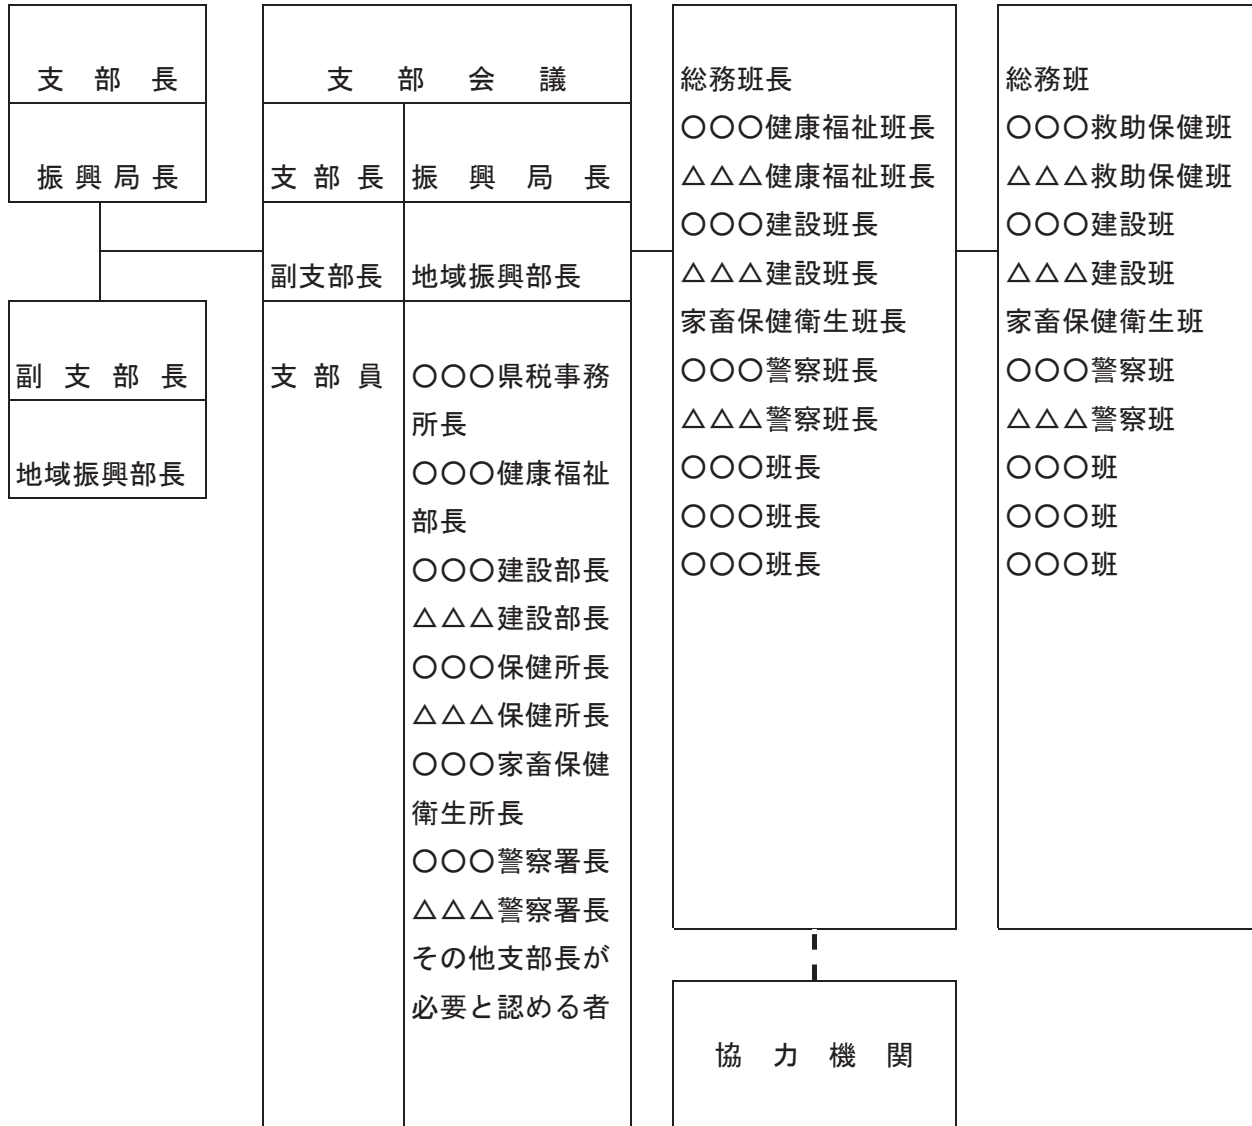 支部長
振興局長
副支部長
地域振興部長
支部会議
支部長 振興局長
副支部長 地域振興部長
支部員 〇〇〇県税事務
所長
〇〇〇健康福祉
部長
〇〇〇建設部長
△△△建設部長
〇〇〇保健所長
△△△保健所長
〇〇〇家畜保健
衛生所長
〇〇〇警察署長
△△△警察署長
その他支部長が
必要と認める者
総務班長
〇〇〇健康福祉班長
△△△健康福祉班長
〇〇〇建設班長
△△△建設班長
家畜保健衛生班長
〇〇〇警察班長
△△△警察班長
〇〇〇班長
〇〇〇班長
〇〇〇班長
協力機関
総務班
〇〇〇救助保健班
△△△救助保健班
〇〇〇建設班
△△△建設班
家畜保健衛生班
〇〇〇警察班
△△△警察班
〇〇〇班
〇〇〇班
〇〇〇班